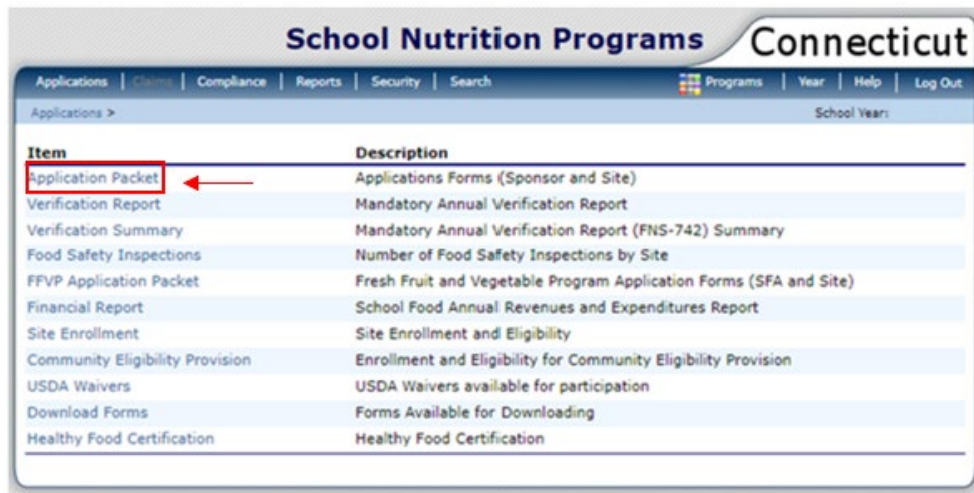 School Nutrition Programs Connecticut
Applications | Claims | Compliance | Reports | Security | Search Programs | Year | Help | Log Out
Applications > School Year:
Item Description
Application Packet Applications Forms (Sponsor and Site)
Verification Report Mandatory Annual Verification Report
Verification Summary Mandatory Annual Verification Report (FNS-742) Summary
Food Safety Inspections Number of Food Safety Inspections by Site
FFVP Application Packet Fresh Fruit and Vegetable Program Application Forms (SFA and Site)
Financial Report School Food Annual Revenues and Expenditures Report
Site Enrollment Site Enrollment and Eligibility
Community Eligibility Provision Enrollment and Eligibility for Community Eligibility Provision
USDA Waivers USDA Waivers available for participation
Download Forms Forms Available for Downloading
Healthy Food Certification Healthy Food Certification